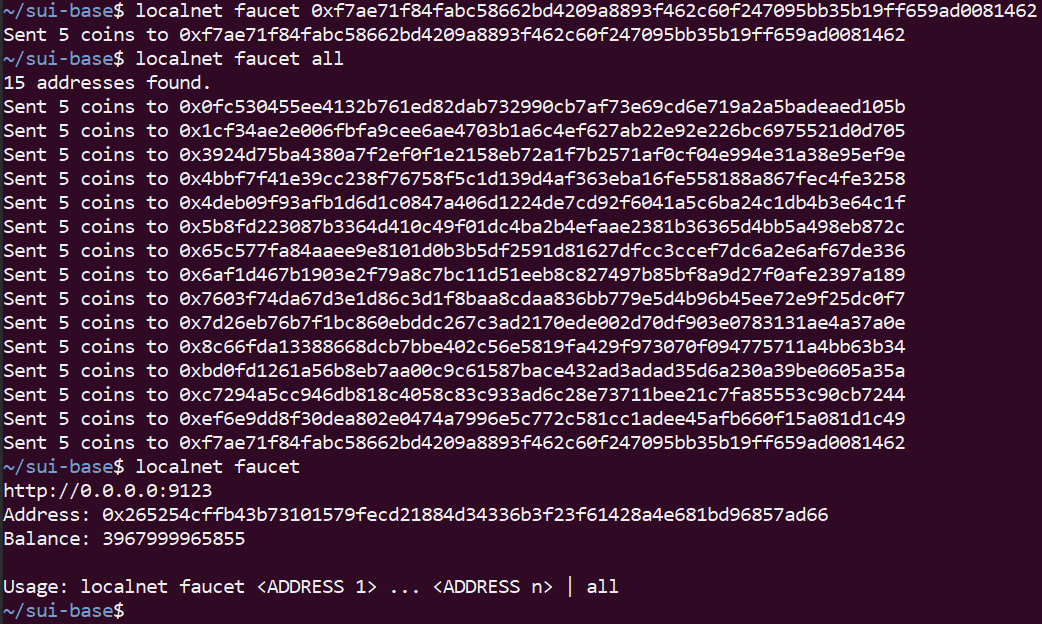 ~/sui-base$ localnet faucet 0xf7ae71f84fabc58662bd4209a8893f462c60f247095bb35b19ff659ad0081462
Sent 5 coins to 0xf7ae71f84fabc58662bd4209a8893f462c60f247095bb35b19ff659ad0081462
~/sui-base$ localnet faucet all
15 addresses found.
Sent 5 coins to 0x0fc530455ee4132b761ed82dab732990cb7af73e69cd6e719a2a5badeaed105b
Sent 5 coins to 0x1cf34ae2e006fbfa9cee6ae4703b1a6c4ef627ab22e92e226bc6975521d0d705
Sent 5 coins to 0x3924d75ba4380a7f2ef0f1e2158eb72a1f7b2571af0cf04e994e31a38e95ef9e
Sent 5 coins to 0x4bbf7f41e39cc238f76758f5c1d139d4af363eba16fe558188a867fec4fe3258
Sent 5 coins to 0x4deb09f93afb1d6d1c0847a406d1224de7cd92f6041a5c6ba24c1db4b3e64c1f
Sent 5 coins to 0x5b8fd223087b3364d410c49f01dc4ba2b4efaae2381b36365d4bb5a498eb872c
Sent 5 coins to 0x65c577fa84aaee9e8101d0b3b5df2591d81627dfcc3ccef7dc6a2e6af67de336
Sent 5 coins to 0x6af1d467b1903e2f79a8c7bc11d51eeb8c827497b85bf8a9d27f0afe2397a189
Sent 5 coins to 0x7603f74da67d3e1d86c3d1f8baa8cdaa836bb779e5d4b96b45ee72e9f25dc0f7
Sent 5 coins to 0x7d26eb76b7f1bc860ebddc267c3ad2170ede002d70df903e0783131ae4a37a0e
Sent 5 coins to 0x8c66fda13388668dcb7bbe402c56e5819fa429f973070f094775711a4bb63b34
Sent 5 coins to 0xbd0fd1261a56b8eb7aa00c9c61587bace432ad3adad35d6a230a39be0605a35a
Sent 5 coins to 0xc7294a5cc946db818c4058c83c933ad6c28e73711bee21c7fa85553c90cb7244
Sent 5 coins to 0xef6e9dd8f30dea802e0474a7996e5c772c581cc1adee45afb660f15a081d1c49
Sent 5 coins to 0xf7ae71f84fabc58662bd4209a8893f462c60f247095bb35b19ff659ad0081462
~/sui-base$ localnet faucet
http://0.0.0.0:9123
Address: 0x265254cffb43b73101579fecd21884d34336b3f23f61428a4e681bd96857ad66
Balance: 3967999965855
Usage: localnet faucet <ADDRESS 1> ... <ADDRESS n> | all
~/sui-base$